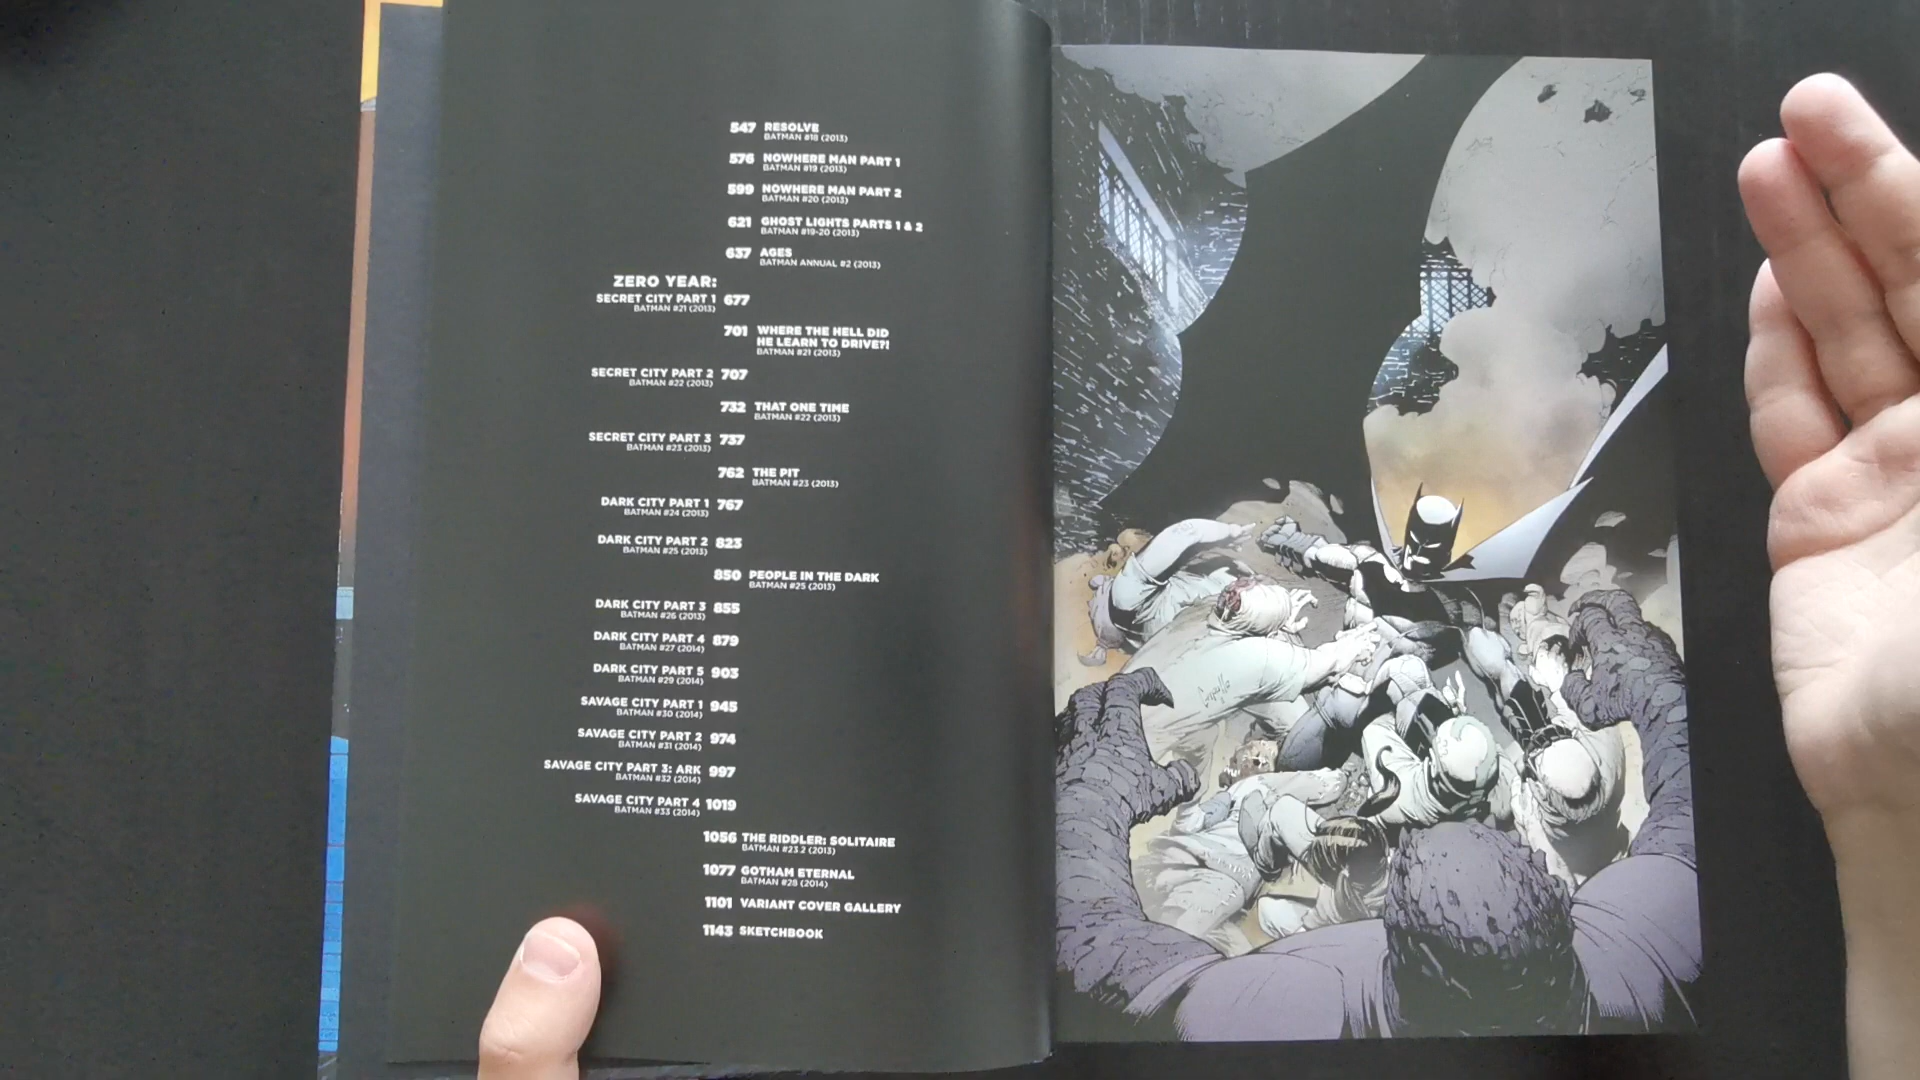 547 RESOLVE
BATMAN #18 (2013)
576 NOWHERE MAN PART 1
BATMAN #19 (2013)
599 NOWHERE MAN PART 2
BATMAN #20 (2013)
621 GHOST LIGHTS PARTS 1 & 2
BATMAN #19-20 (2013)
637 AGES
BATMAN ANNUAL #2 (2013)
ZERO YEAR:
SECRET CITY PART 1 677
BATMAN #21 (2013)
701 WHERE THE HELL DID
HE LEARN TO DRIVE?!
BATMAN #21 (2013)
SECRET CITY PART 2 707
BATMAN #22 (2013)
732 THAT ONE TIME
BATMAN #22 (2013)
SECRET CITY PART 3 737
BATMAN #23 (2013)
762 THE PIT
BATMAN #23 (2013)
DARK CITY PART 1 767
BATMAN #24 (2013)
DARK CITY PART 2 823
BATMAN #25 (2013)
850 PEOPLE IN THE DARK
BATMAN #25 (2013)
DARK CITY PART 3 855
BATMAN #26 (2013)
DARK CITY PART 4 879
BATMAN #27 (2014)
DARK CITY PART 5 903
BATMAN #29 (2014)
SAVAGE CITY PART 1 945
BATMAN #30 (2014)
SAVAGE CITY PART 2 974
BATMAN #31 (2014)
SAVAGE CITY PART 3: ARK 997
BATMAN #32 (2014)
SAVAGE CITY PART 4 1019
BATMAN #33 (2014)
1056 THE RIDDLER: SOLITAIRE
BATMAN #23.2 (2013)
1077 GOTHAM ETERNAL
BATMAN #28 (2014)
1101 VARIANT COVER GALLERY
1143 SKETCHBOOK
Capullo